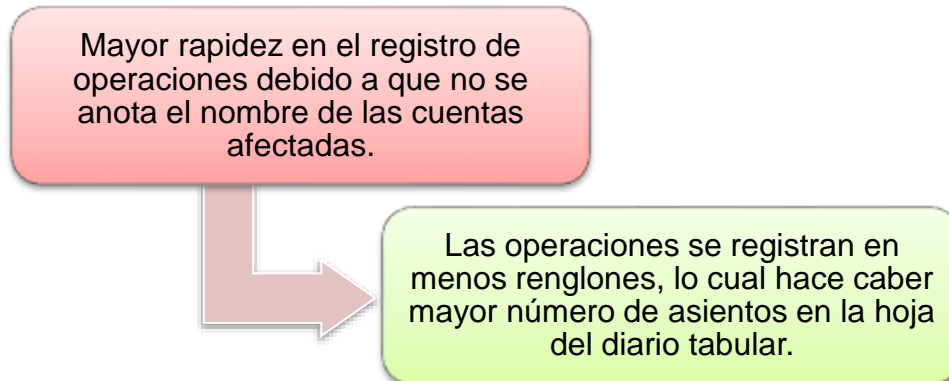 Mayor rapidez en el registro de
operaciones debido a que no se
anota el nombre de las cuentas
afectadas.
Las operaciones se registran en
menos renglones, lo cual hace caber
mayor número de asientos en la hoja
del diario tabular.